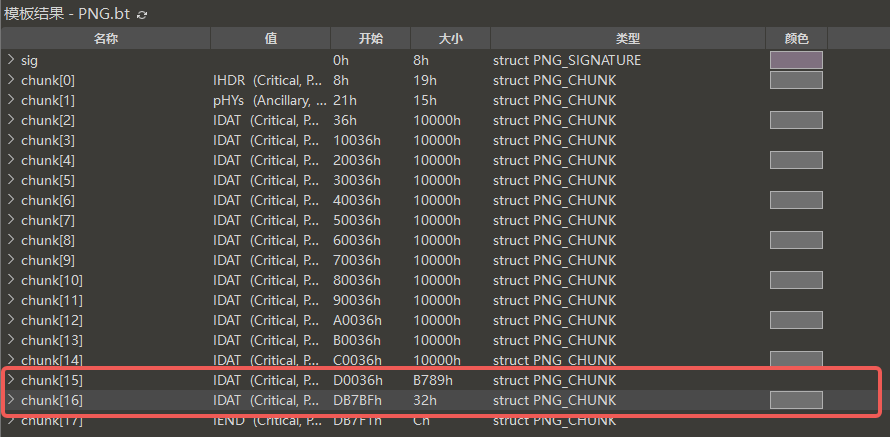 模板结果 - PNG.bt
名称 值 开始 大小 类型 颜色
sig 0h 8h struct PNG_SIGNATURE
chunk[0] IHDR (Critical, P... 8h 19h struct PNG_CHUNK
chunk[1] pHYs (Ancillary, ... 21h 15h struct PNG_CHUNK
chunk[2] IDAT (Critical, P... 36h 10000h struct PNG_CHUNK
chunk[3] IDAT (Critical, P... 10036h 10000h struct PNG_CHUNK
chunk[4] IDAT (Critical, P... 20036h 10000h struct PNG_CHUNK
chunk[5] IDAT (Critical, P... 30036h 10000h struct PNG_CHUNK
chunk[6] IDAT (Critical, P... 40036h 10000h struct PNG_CHUNK
chunk[7] IDAT (Critical, P... 50036h 10000h struct PNG_CHUNK
chunk[8] IDAT (Critical, P... 60036h 10000h struct PNG_CHUNK
chunk[9] IDAT (Critical, P... 70036h 10000h struct PNG_CHUNK
chunk[10] IDAT (Critical, P... 80036h 10000h struct PNG_CHUNK
chunk[11] IDAT (Critical, P... 90036h 10000h struct PNG_CHUNK
chunk[12] IDAT (Critical, P... A0036h 10000h struct PNG_CHUNK
chunk[13] IDAT (Critical, P... B0036h 10000h struct PNG_CHUNK
chunk[14] IDAT (Critical, P... C0036h 10000h struct PNG_CHUNK
chunk[15] IDAT (Critical, P... D0036h B789h struct PNG_CHUNK
chunk[16] IDAT (Critical, P... DB7BFh 32h struct PNG_CHUNK
chunk[17] IEND (Critical, P... DB7F1h Ch struct PNG_CHUNK